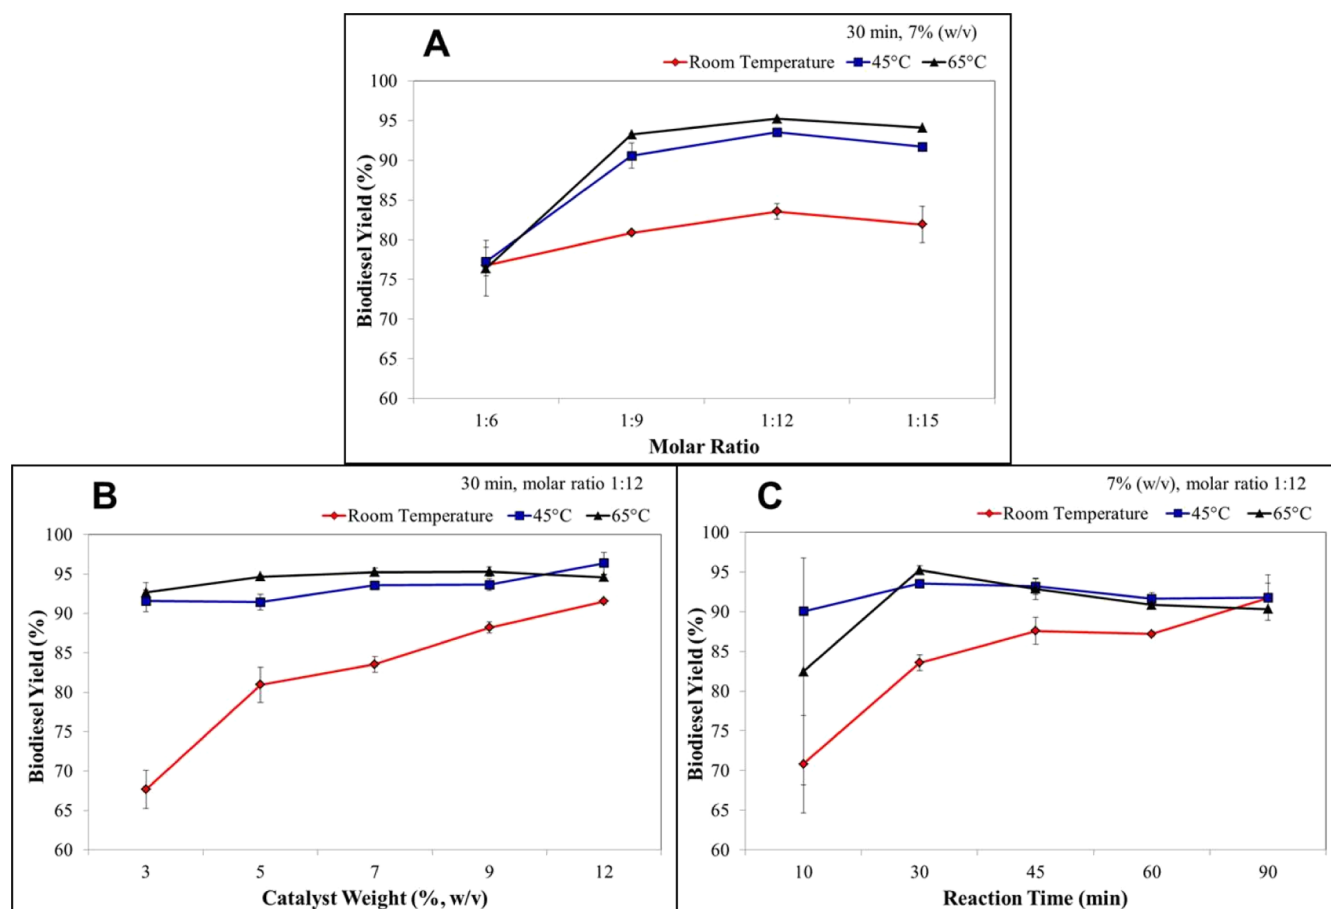 A
30 min, 7% (w/v)
Room Temperature 45°C 65°C
Biodiesel Yield (%)
100
95
90
85
80
75
70
65
60
1:6 1:9 1:12 1:15
Molar Ratio
B
30 min, molar ratio 1:12
Room Temperature 45°C 65°C
Biodiesel Yield (%)
100
95
90
85
80
75
70
65
60
3 5 7 9 12
Catalyst Weight (%, w/v)
C
7% (w/v), molar ratio 1:12
Room Temperature 45°C 65°C
Biodiesel Yield (%)
100
95
90
85
80
75
70
65
60
10 30 45 60 90
Reaction Time (min)